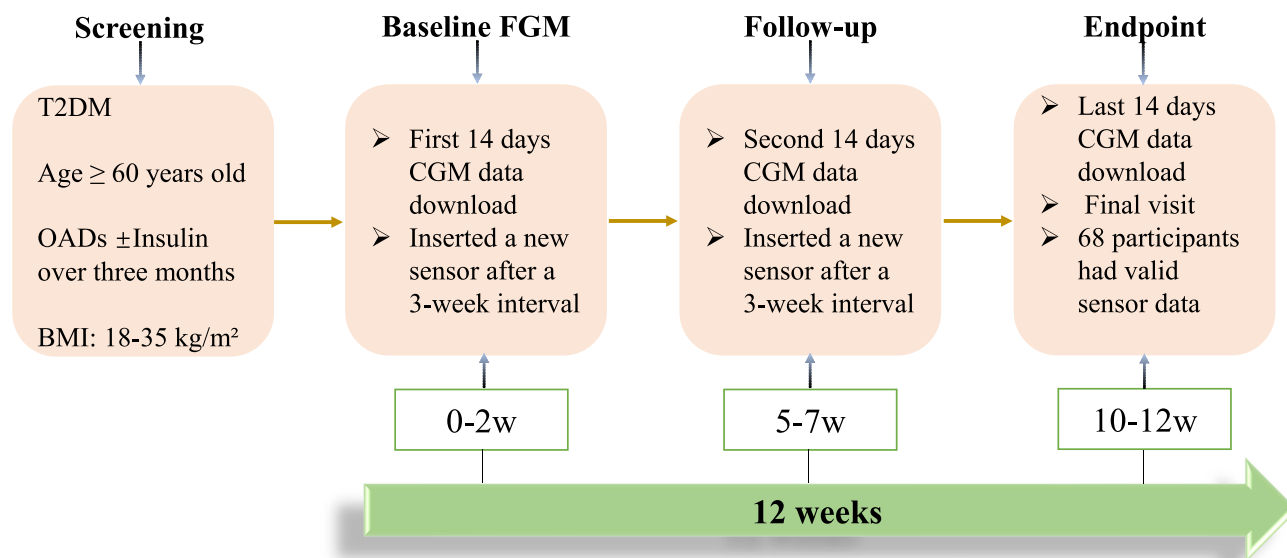 Screening
T2DM
Age ≥ 60 years old
OADs ±Insulin
over three months
BMI: 18-35 kg/m²
Baseline FGM
➢ First 14 days
CGM data
download
➢ Inserted a new
sensor after a
3-week interval
0-2w
Follow-up
➢ Second 14 days
CGM data
download
➢ Inserted a new
sensor after a
3-week interval
5-7w
Endpoint
➢ Last 14 days
CGM data
download
➢ Final visit
➢ 68 participants
had valid
sensor data
10-12w
12 weeks